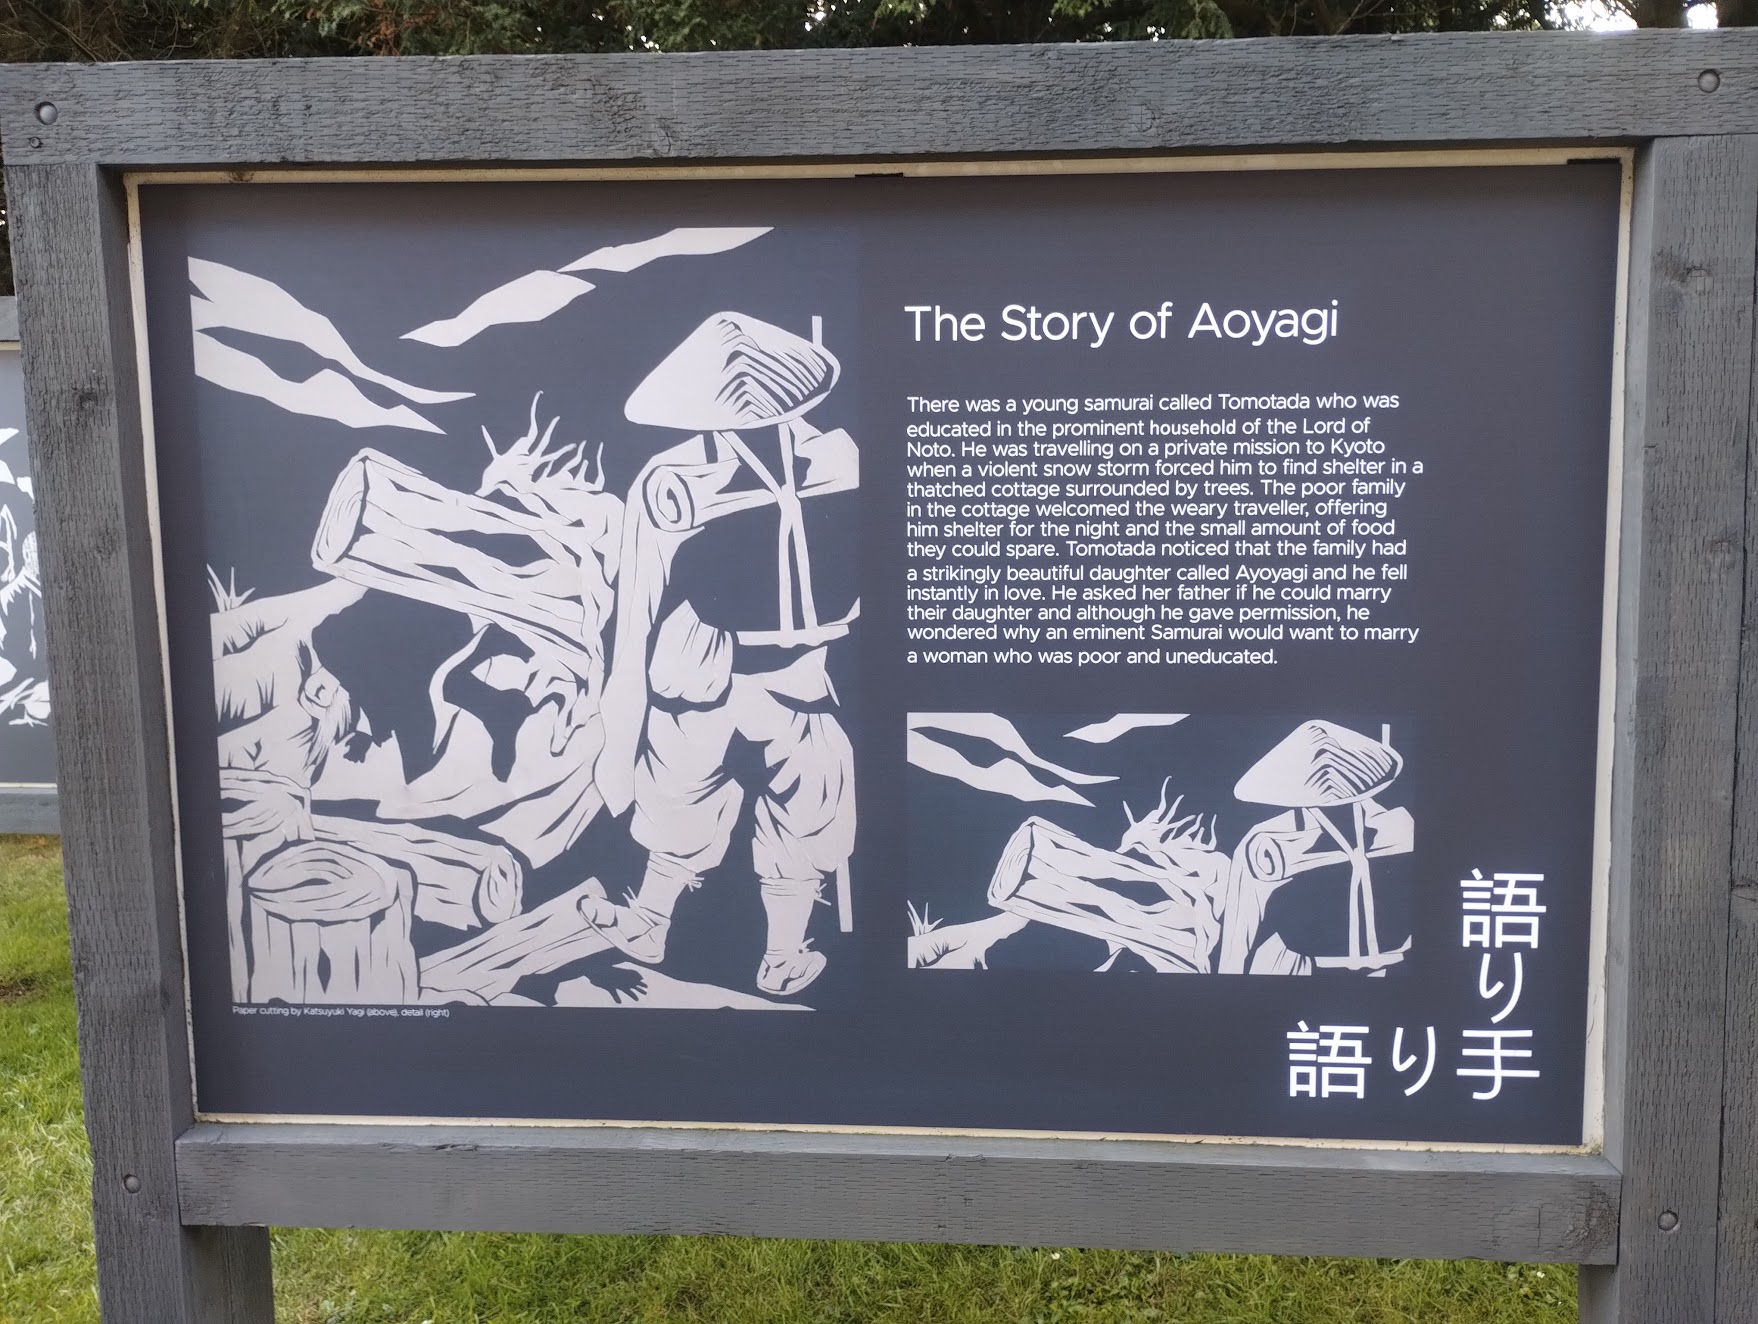 The Story of Aoyagi
There was a young samurai called Tomotada who was
educated in the prominent household of the Lord of
Noto. He was travelling on a private mission to Kyoto
when a violent snow storm forced him to find shelter in a
thatched cottage surrounded by trees. The poor family
in the cottage welcomed the weary traveller, offering
him shelter for the night and the small amount of food
they could spare. Tomotada noticed that the family had
a strikingly beautiful daughter called Ayoyagi and he fell
instantly in love. He asked her father if he could marry
their daughter and although he gave permission, he
wondered why an eminent Samurai would want to marry
a woman who was poor and uneducated.
Paper cutting by Katsuyuki Yagi (above), detail (right)
語り
語り手